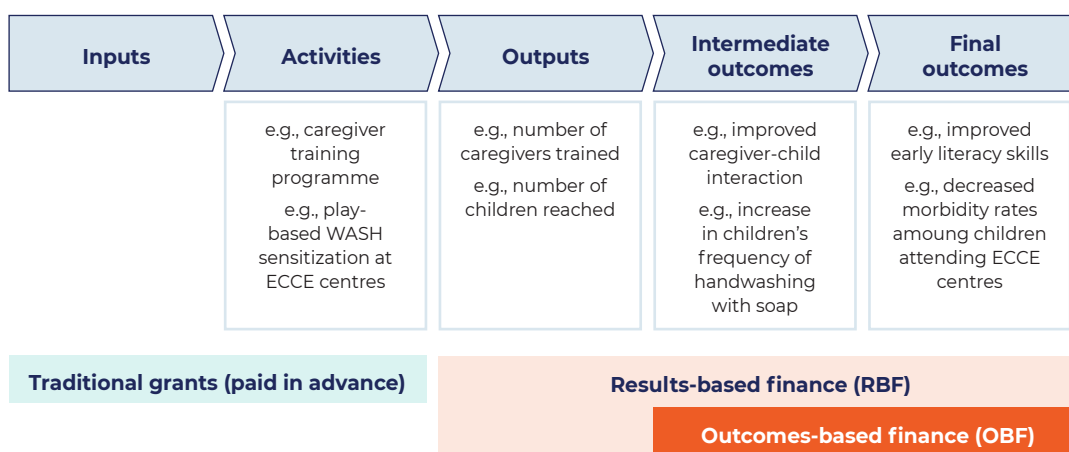 Inputs
Activities
Outputs
Intermediate
outcomes
Final
outcomes
e.g., caregiver
training
programme
e.g., play-
based WASH
sensitization at
ECCE centres
e.g., number of
caregivers trained
e.g., number of
children reached
e.g., improved
caregiver-child
interaction
e.g., increase
in children’s
frequency of
handwashing
with soap
e.g., improved
early literacy skills
e.g., decreased
morbidity rates
amoung children
attending ECCE
centres
Traditional grants (paid in advance)
Results-based finance (RBF)
Outcomes-based finance (OBF)